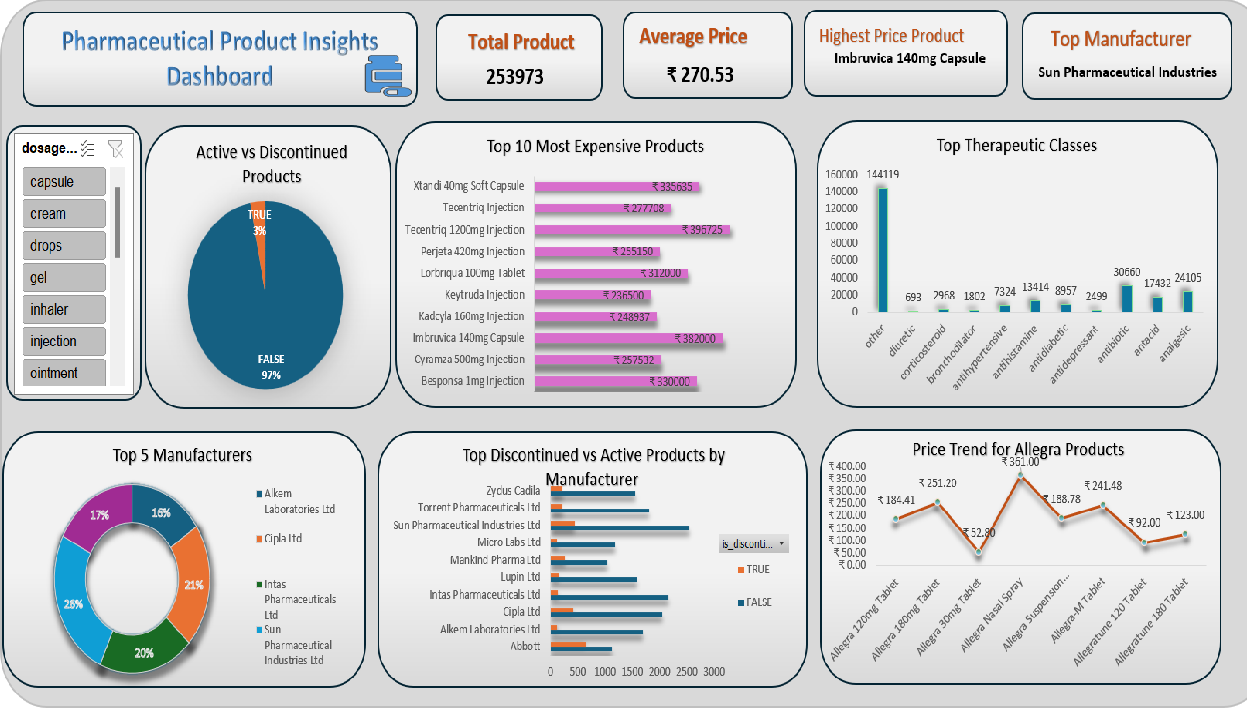 Pharmaceutical Product Insights
Dashboard
Total Product
253973
Average Price
₹ 270.53
Highest Price Product
Imbruvica 140mg Capsule
Top Manufacturer
Sun Pharmaceutical Industries
dosage...
capsule
cream
drops
gel
inhaler
injection
ointment
Active vs Discontinued
Products
TRUE
3%
FALSE
97%
Top 10 Most Expensive Products
Xtandi 40mg Soft Capsule
₹ 335635
Tecentriq Injection
₹ 277708
Tecentriq 1200mg Injection
₹ 396725
Perjeta 420mg Injection
₹ 255150
Lorbriqua 100mg Tablet
₹ 312000
Keytruda Injection
₹ 236500
Kadcyla 160mg Injection
₹ 248937
Imbruvica 140mg Capsule
₹ 382000
Cyramza 500mg Injection
₹ 257532
Besponsa 1mg Injection
₹ 330000
Top Therapeutic Classes
160000
140000
120000
100000
80000
60000
40000
20000
0
144119
693
2968
1802
7324
13414
8957
2499
30660
17432
24105
other
diuretic
corticosteroid
bronchodilator
antihypertensive
antihistamine
antidiabetic
antidepressant
antibiotic
antacid
analgesic
Top 5 Manufacturers
16%
21%
20%
26%
17%
Alkem
Laboratories Ltd
Cipla Ltd
Intas
Pharmaceuticals
Ltd
Sun
Pharmaceutical
Industries Ltd
Top Discontinued vs Active Products by
Manufacturer
Zydus Cadila
Torrent Pharmaceuticals Ltd
Sun Pharmaceutical Industries Ltd
Micro Labs Ltd
Mankind Pharma Ltd
Lupin Ltd
Intas Pharmaceuticals Ltd
Cipla Ltd
Alkem Laboratories Ltd
Abbott
0 500 1000 1500 2000 2500 3000
is_disconti...
TRUE
FALSE
Price Trend for Allegra Products
₹ 400.00
₹ 350.00
₹ 300.00
₹ 250.00
₹ 200.00
₹ 150.00
₹ 100.00
₹ 50.00
₹ 0.00
₹ 184.41
₹ 251.20
₹ 52.80
₹ 361.00
₹ 188.78
₹ 241.48
₹ 92.00
₹ 123.00
Allegra 120mg Tablet
Allegra 180mg Tablet
Allegra 30mg Tablet
Allegra Nasal Spray
Allegra Suspension...
Allegra-M Tablet
Allegratune 120 Tablet
Allegratune 180 Tablet